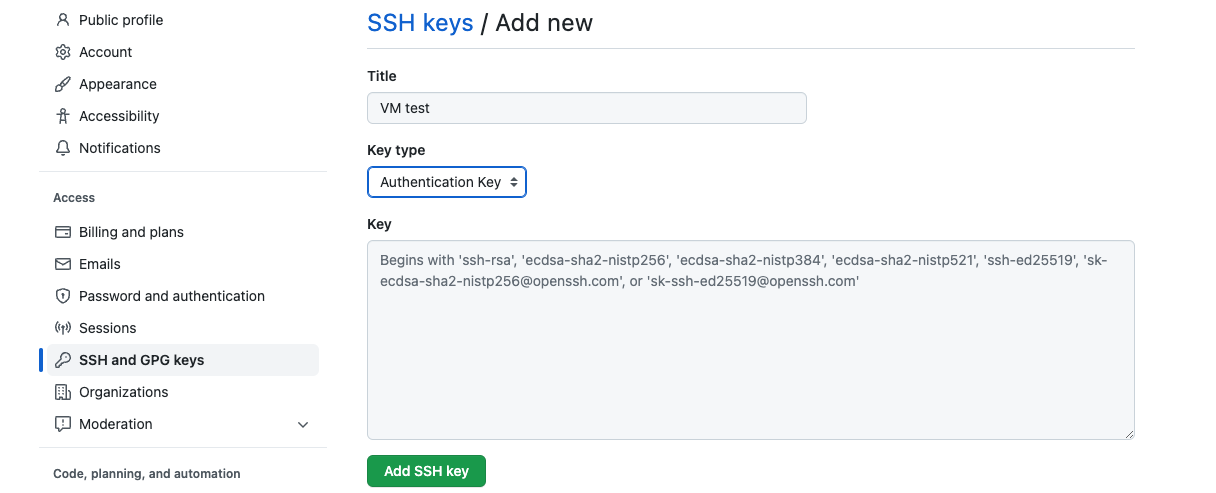 Public profile
Account
Appearance
Accessibility
Notifications
Access
Billing and plans
Emails
Password and authentication
Sessions
SSH and GPG keys
Organizations
Moderation
Code, planning, and automation
SSH keys / Add new
Title
VM test
Key type
Authentication Key
Key
Begins with 'ssh-rsa', 'ecdsa-sha2-nistp256', 'ecdsa-sha2-nistp384', 'ecdsa-sha2-nistp521', 'ssh-ed25519', 'sk-
ecdsa-sha2-nistp256@openssh.com', or 'sk-ssh-ed25519@openssh.com'
Add SSH key